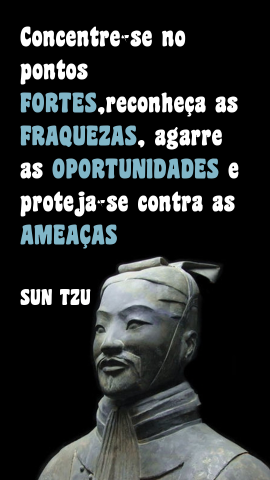 Concentre-se no
pontos
FORTES,reconheça as
FRAQUEZAS, agarre
as OPORTUNIDADES e
proteja-se contra as
AMEAÇAS
SUN TZU